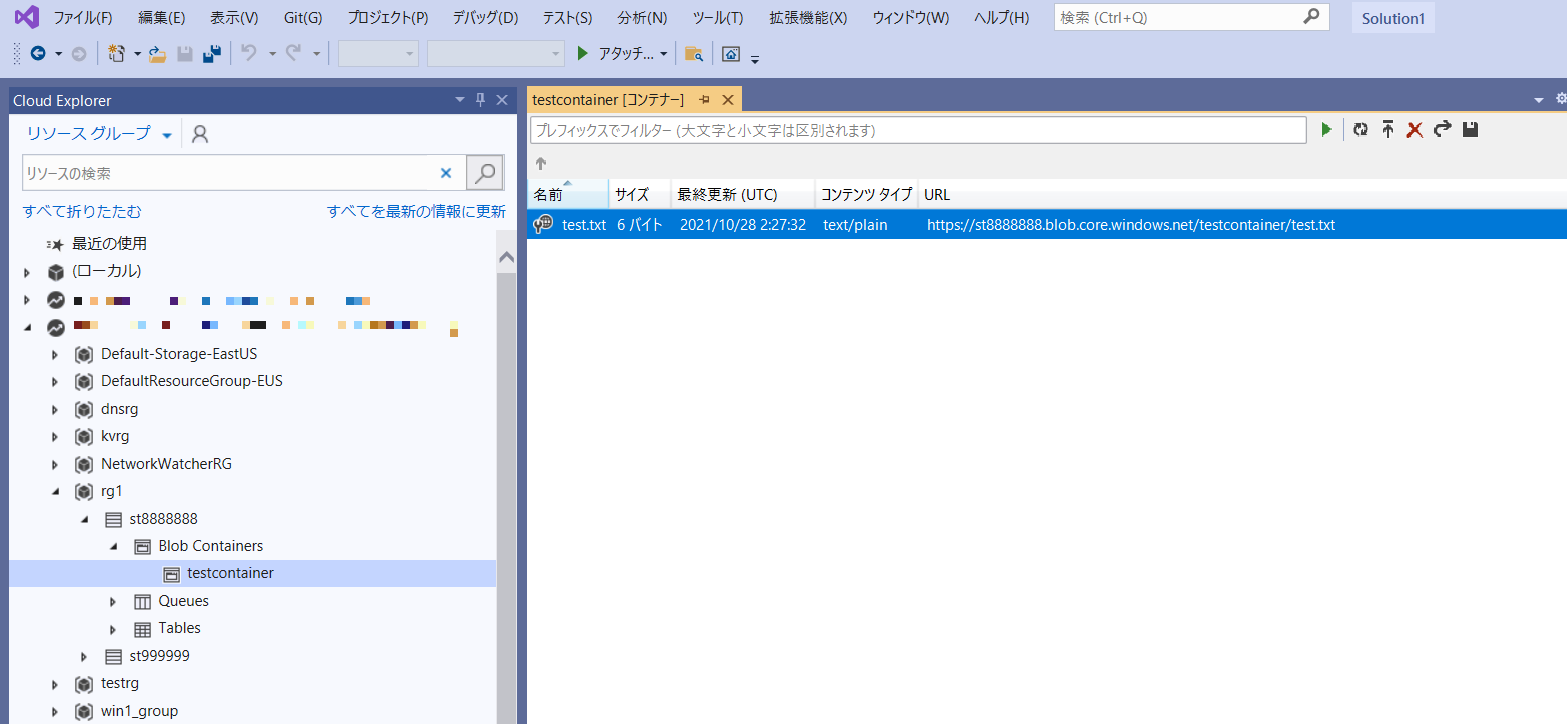 ファイル(F) 編集(E) 表示(V) Git(G) プロジェクト(P) デバッグ(D) テスト(S) 分析(N) ツール(T) 拡張機能(X) ウィンドウ(W) ヘルプ(H) 検索 (Ctrl+Q) Solution1
アタッチ...
Cloud Explorer
リソース グループ
リソースの検索
すべて折りたたむ すべてを最新の情報に更新
最近の使用
(ローカル)
Default-Storage-EastUS
DefaultResourceGroup-EUS
dnsrg
kvrg
NetworkWatcherRG
rg1
st8888888
Blob Containers
testcontainer
Queues
Tables
st999999
testrg
win1_group
testcontainer [コンテナー]
プレフィックスでフィルター (大文字と小文字は区別されます)
名前 サイズ 最終更新 (UTC) コンテンツ タイプ URL
test.txt 6 バイト 2021/10/28 2:27:32 text/plain https://st8888888.blob.core.windows.net/testcontainer/test.txt